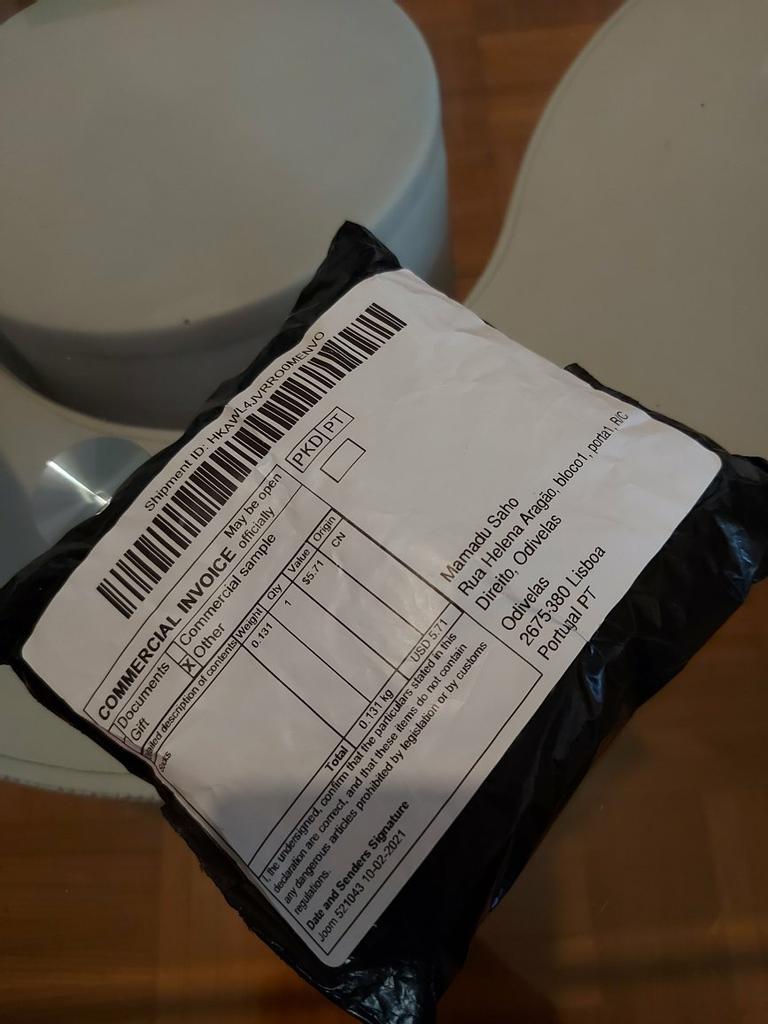 Shipment ID: HKAWL4JVRRO0MENVO
COMMERCIAL INVOICE May be open officially
PKD PT
Documents Commercial sample
Gift X Other
detailed description of contents Weight Qty Value Origin
socks 0.131 1 $5.71 CN
Total 0.131 kg USD 5.71
I, the undersigned, confirm that the particulars stated in this
declaration are correct, and that these items do not contain
any dangerous articles prohibited by legislation or by customs
regulations.
Date and Senders Signature
Joom 521043 10-02-2021
Mamadu Saho
Rua Helena Aragão, bloco1, porta1, R/C
Direito, Odivelas
Odivelas
2675-380 Lisboa
Portugal PT